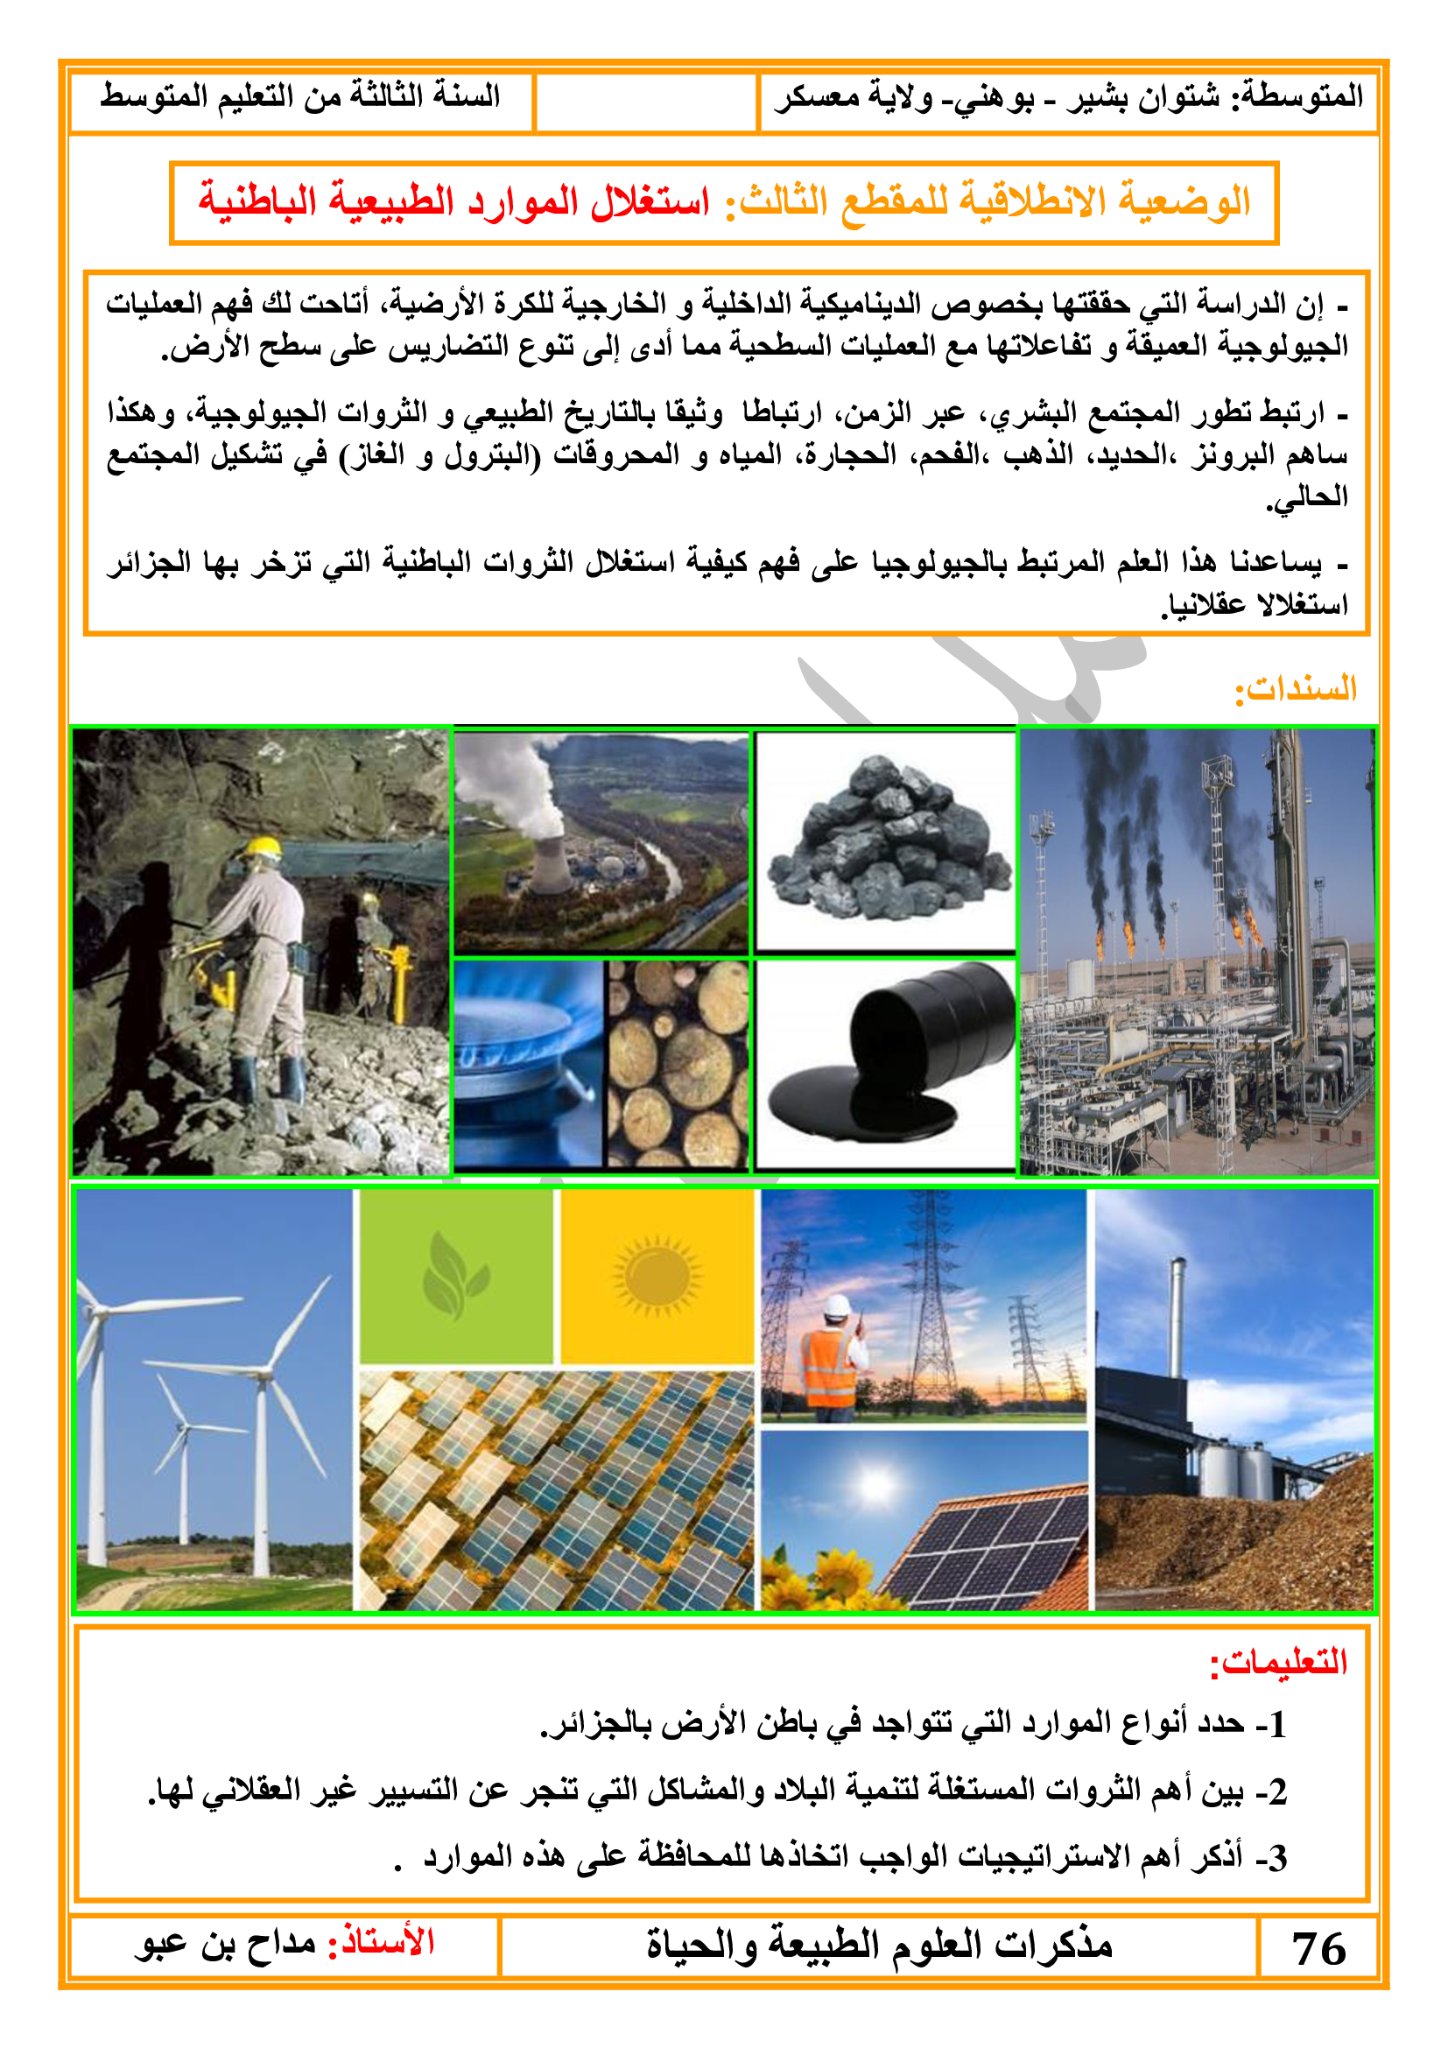 المتوسطة: شتوان بشير - بوهني- ولاية معسكر
السنة الثالثة من التعليم المتوسط
الوضعية الانطلاقية للمقطع الثالث: استغلال الموارد الطبيعية الباطنية
- إن الدراسة التي حققتها بخصوص الديناميكية الداخلية و الخارجية للكرة الأرضية، أتاحت لك فهم العمليات
الجيولوجية العميقة و تفاعلاتها مع العمليات السطحية مما أدى إلى تنوع التضاريس على سطح الأرض.
- ارتبط تطور المجتمع البشري، عبر الزمن، ارتباطا وثيقا بالتاريخ الطبيعي و الثروات الجيولوجية، وهكذا
ساهم البرونز ،الحديد، الذهب ،الفحم، الحجارة، المياه و المحروقات (البترول و الغاز) في تشكيل المجتمع
الحالي.
- يساعدنا هذا العلم المرتبط بالجيولوجيا على فهم كيفية استغلال الثروات الباطنية التي تزخر بها الجزائر
استغلالا عقلانيا.
السندات:
التعليمات:
1- حدد أنواع الموارد التي تتواجد في باطن الأرض بالجزائر.
2- بين أهم الثروات المستغلة لتنمية البلاد والمشاكل التي تنجر عن التسيير غير العقلاني لها.
3- أذكر أهم الاستراتيجيات الواجب اتخاذها للمحافظة على هذه الموارد .
76
مذكرات العلوم الطبيعة والحياة
الأستاذ: مداح بن عبو